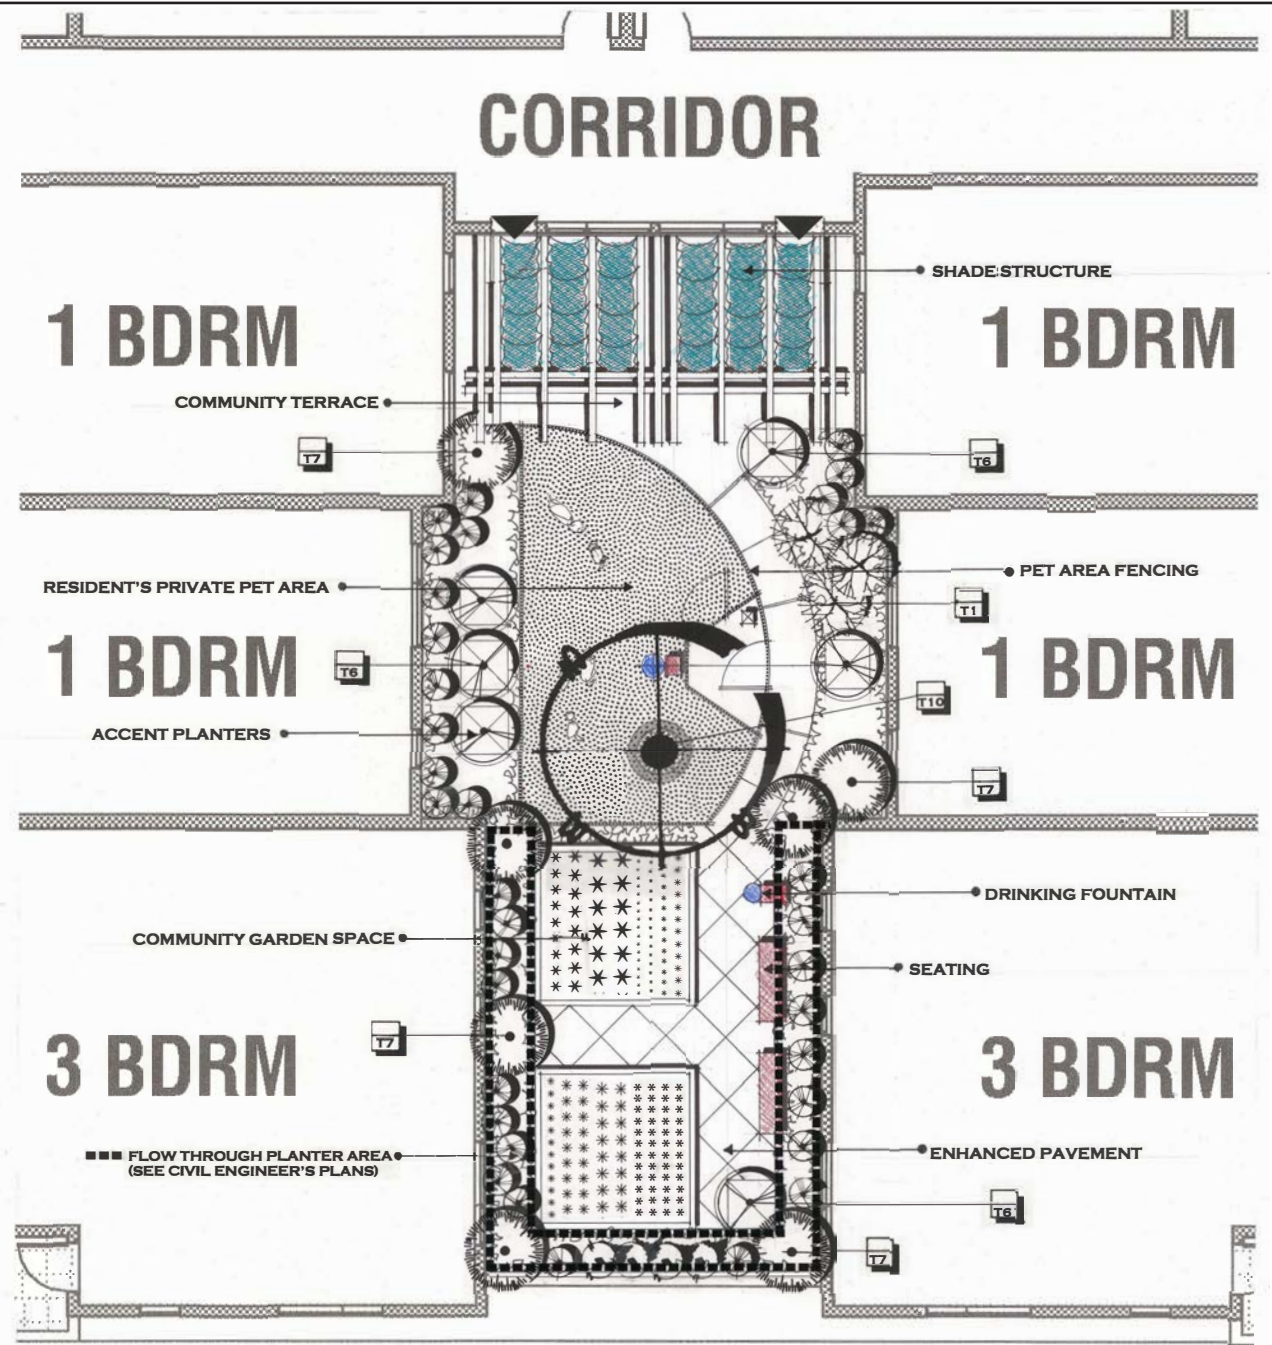 CORRIDOR
SHADE STRUCTURE
1 BDRM
1 BDRM
COMMUNITY TERRACE
T7
T6
PET AREA FENCING
RESIDENT'S PRIVATE PET AREA
T1
1 BDRM
1 BDRM
T6
T10
ACCENT PLANTERS
T7
DRINKING FOUNTAIN
COMMUNITY GARDEN SPACE
SEATING
T7
3 BDRM
3 BDRM
FLOW THROUGH PLANTER AREA
(SEE CIVIL ENGINEER'S PLANS)
ENHANCED PAVEMENT
T6
T7